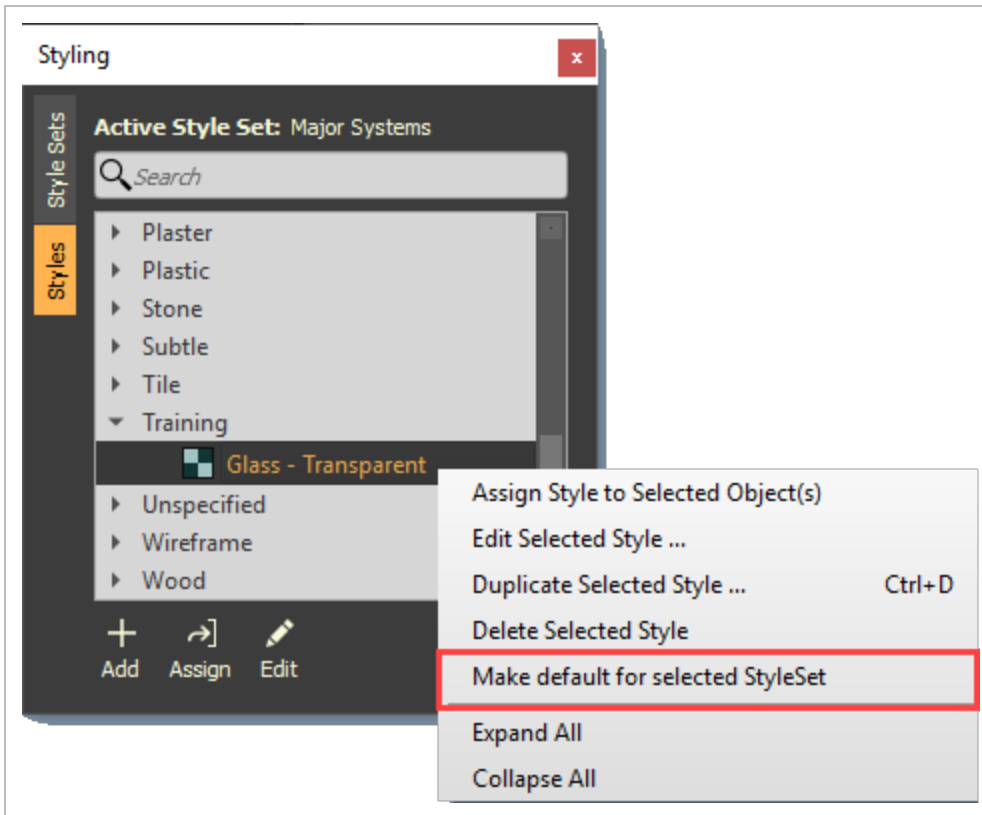 Styling
x
Style Sets
Styles
Active Style Set: Major Systems
Search
Plaster
Plastic
Stone
Subtle
Tile
Training
Glass - Transparent
Unspecified
Wireframe
Wood
Add Assign Edit
Assign Style to Selected Object(s)
Edit Selected Style ...
Duplicate Selected Style ... Ctrl+D
Delete Selected Style
Make default for selected StyleSet
Expand All
Collapse All